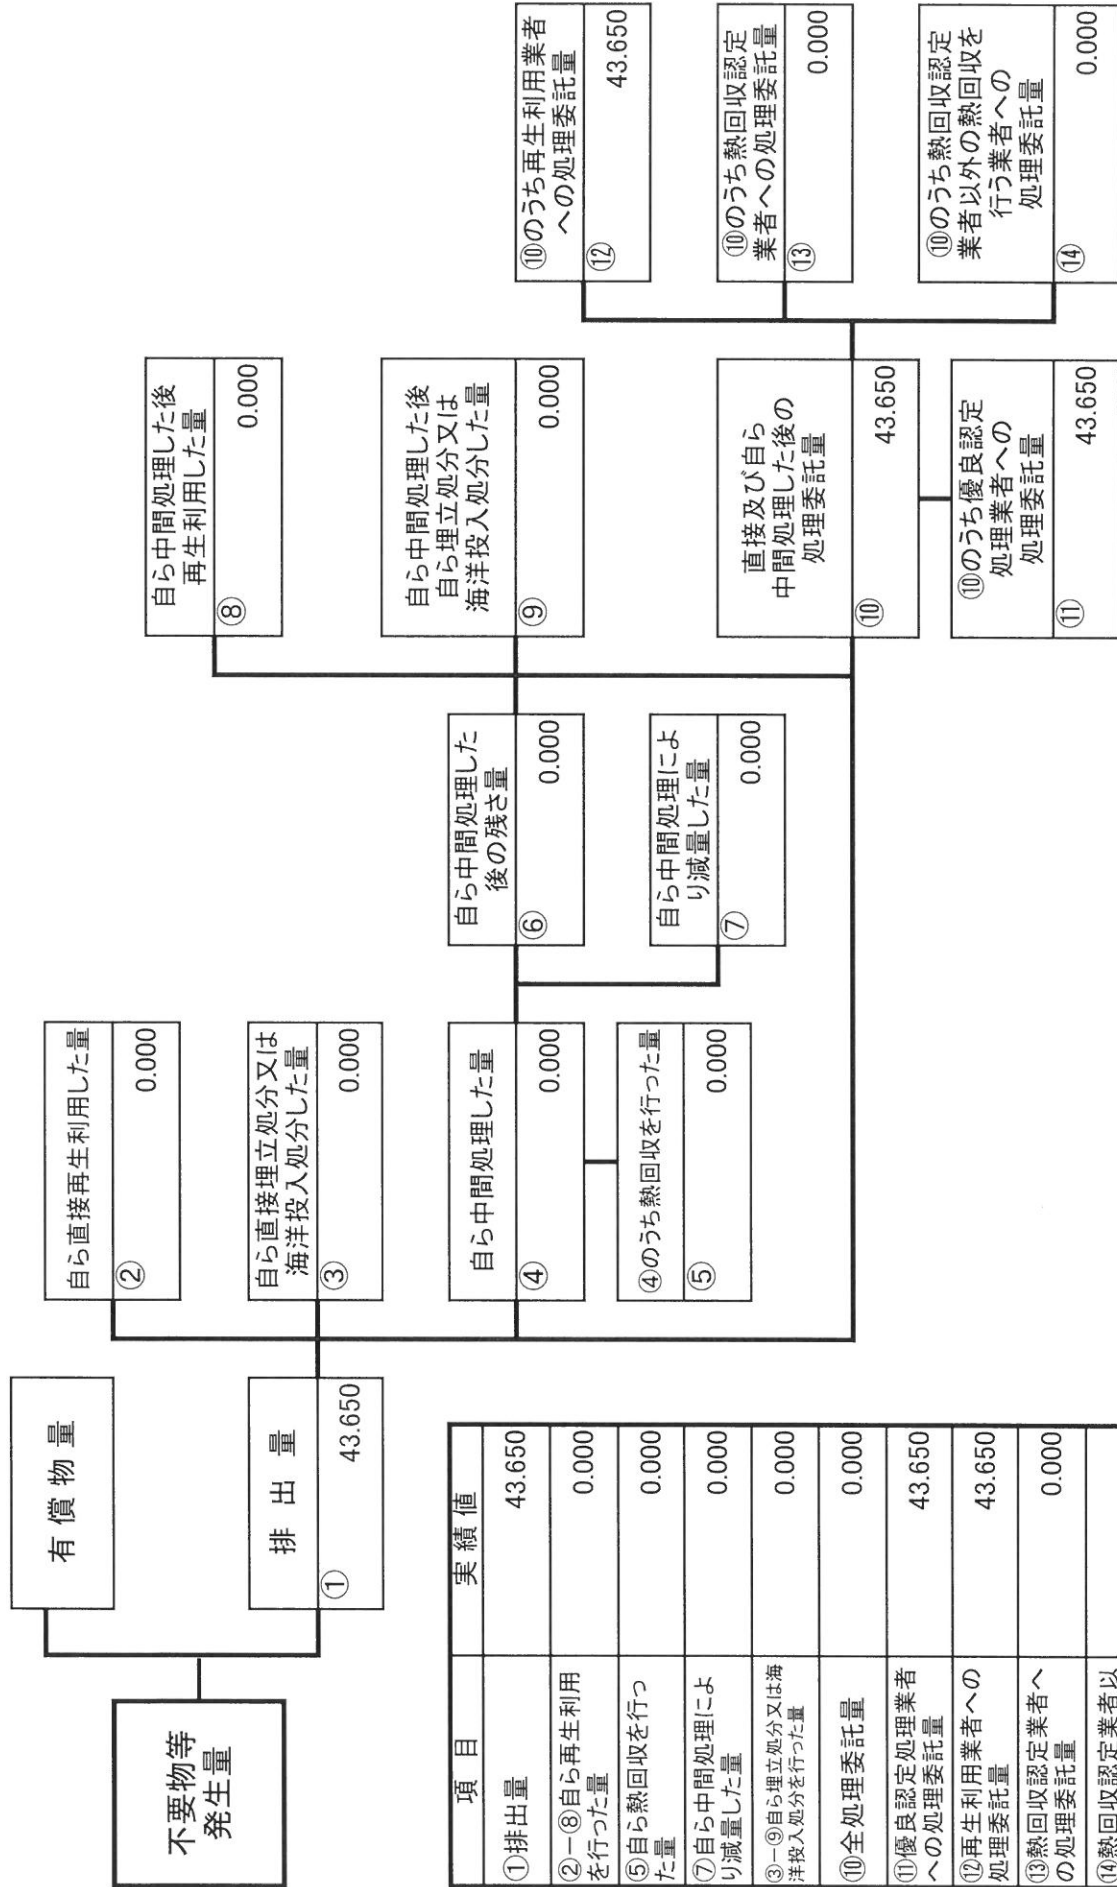 不要物等
発生量
有償物量
排出量
①
43.650
自ら直接再生利用した量
②
0.000
自ら直接埋立処分又は
海洋投入処分した量
③
0.000
自ら中間処理した量
④
0.000
④のうち熱回収を行った量
⑤
0.000
自ら中間処理した
後の残さ量
⑥
0.000
自ら中間処理によ
り減量した量
⑦
0.000
自ら中間処理した後
再生利用した量
⑧
0.000
自ら中間処理した後
自ら埋立処分又は
海洋投入処分した量
⑨
0.000
直接及び自ら
中間処理した後の
処理委託量
⑩
43.650
⑩のうち優良認定
処理業者への
処理委託量
⑪
43.650
⑩のうち再生利用業者
への処理委託量
⑫
43.650
⑩のうち熱回収認定
業者への処理委託量
⑬
0.000
⑩のうち熱回収認定
業者以外の熱回収を
行う業者への
処理委託量
⑭
0.000
項目 実績値
①排出量 43.650
②ー⑧自ら再生利用
を行った量 0.000
⑤自ら熱回収を行っ
た量 0.000
⑦自ら中間処理によ
り減量した量 0.000
③ー⑨自ら埋立処分又は海
洋投入処分を行った量 0.000
⑩全処理委託量 0.000
⑪優良認定処理業者
への処理委託量 43.650
⑫再生利用業者への
処理委託量 43.650
⑬熱回収認定業者へ
の処理委託量 0.000
⑭熱回収認定業者以